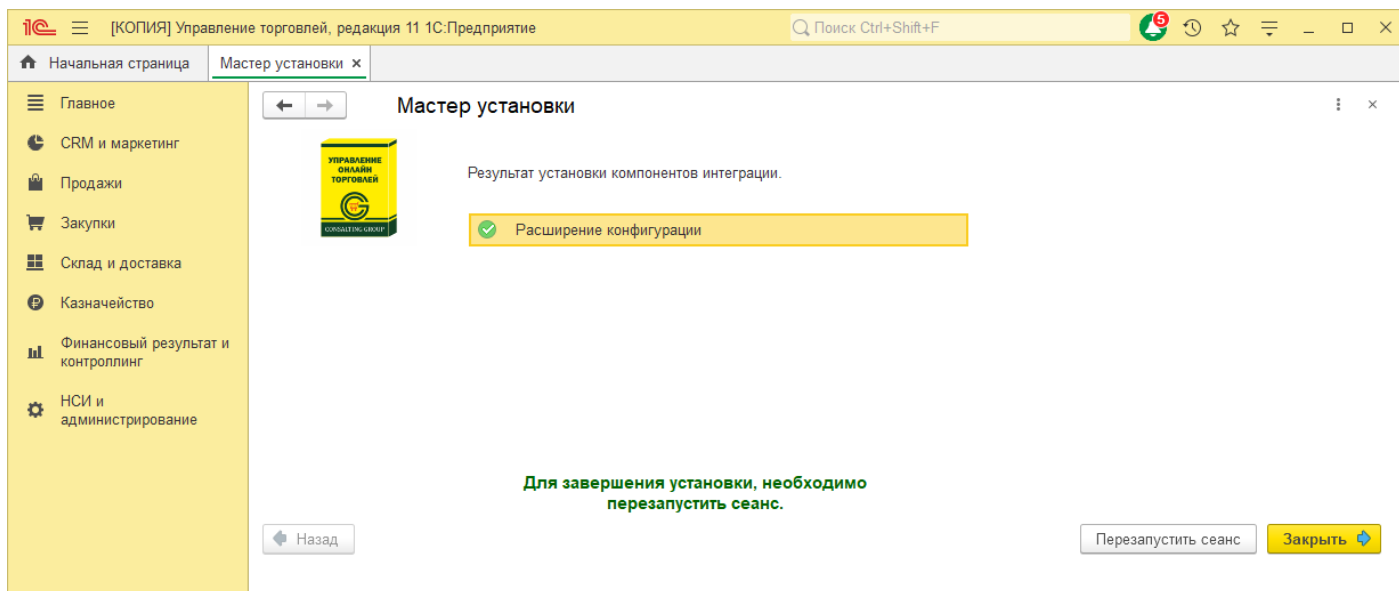 1С [КОПИЯ] Управление торговлей, редакция 11 1С:Предприятие Поиск Ctrl+Shift+F 5
Начальная страница Мастер установки
Главное
CRM и маркетинг
Продажи
Закупки
Склад и доставка
Казначейство
Финансовый результат и
контроллинг
НСИ и
администрирование
Мастер установки
УПРАВЛЕНИЕ
ОНЛАЙН
ТОРГОВЛЕЙ
CONSALTING GROUP
Результат установки компонентов интеграции.
Расширение конфигурации
Для завершения установки, необходимо
перезапустить сеанс.
Назад Перезапустить сеанс Закрыть